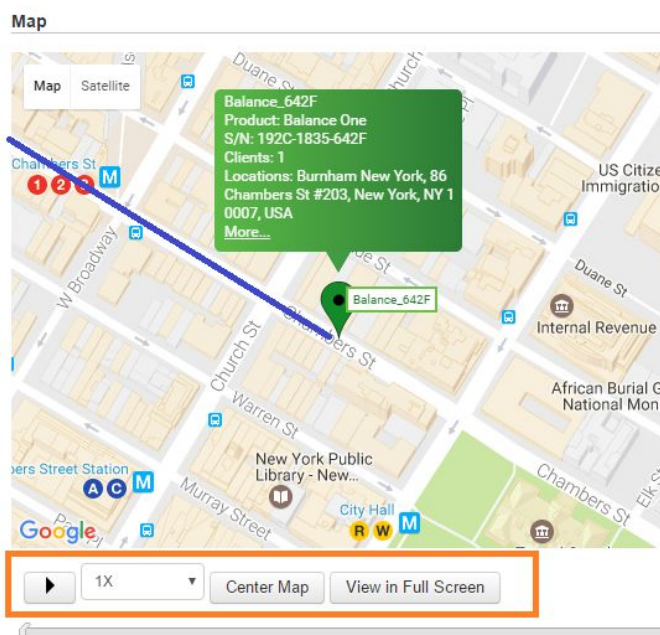 Map
Map
Satellite
Duane St
Church
Balance_642F
Product: Balance One
S/N: 192C-1835-642F
Clients: 1
Locations: Burnham New York, 86
Chambers St #203, New York, NY 1
0007, USA
More...
Chambers St
1 2 3
M
US Citize
Immigratio
W Broadway
Duane St
Balance_642F
Internal Revenue
Chambers St
Church St
African Burial G
National Mon
Warren St
New York Public
Library - New...
bers Street Station
A C
M
Murray Street
City Hall
R W
M
Chambers St
Elk S
Google
1X
Center Map
View in Full Screen